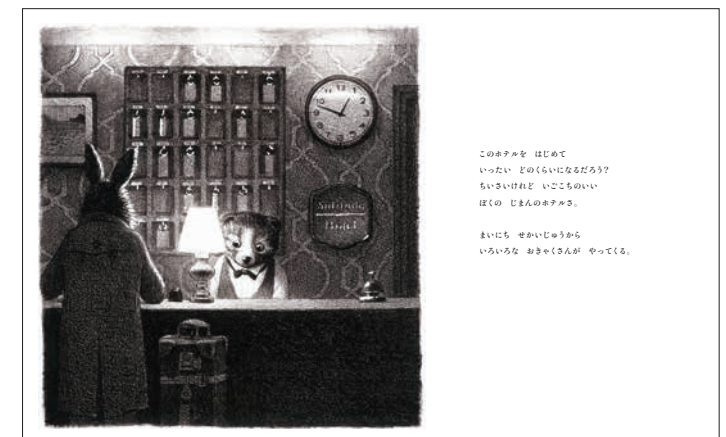 Solitude
Hotel
このホテルを　はじめて
いったい　どのくらいになるだろう？
ちいさいけれど　いごこちのいい
ぼくの　じまんのホテルさ。
まいにち　せかいじゅうから
いろいろな　おきゃくさんが　やってくる。